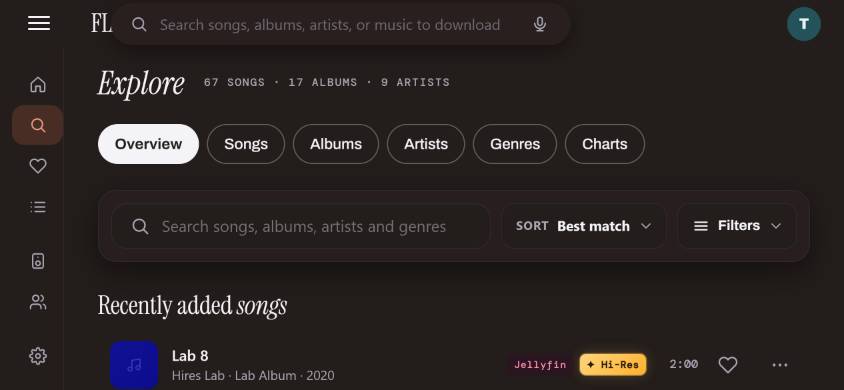 FL
Search songs, albums, artists, or music to download
T
Explore 67 SONGS · 17 ALBUMS · 9 ARTISTS
Overview Songs Albums Artists Genres Charts
Search songs, albums, artists and genres SORT Best match Filters
Recently added songs
Lab 8
Hires Lab · Lab Album · 2020
Jellyfin ✦ Hi-Res 2:00